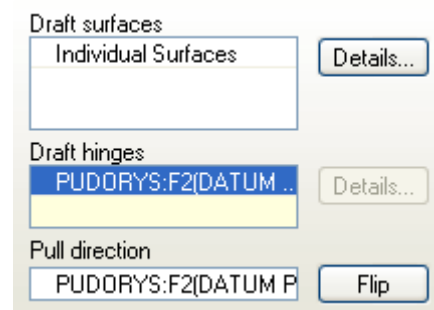 Draft surfaces
Individual Surfaces
Details...
Draft hinges
PUDORYS:F2(DATUM ..
Details...
Pull direction
PUDORYS:F2(DATUM P
Flip